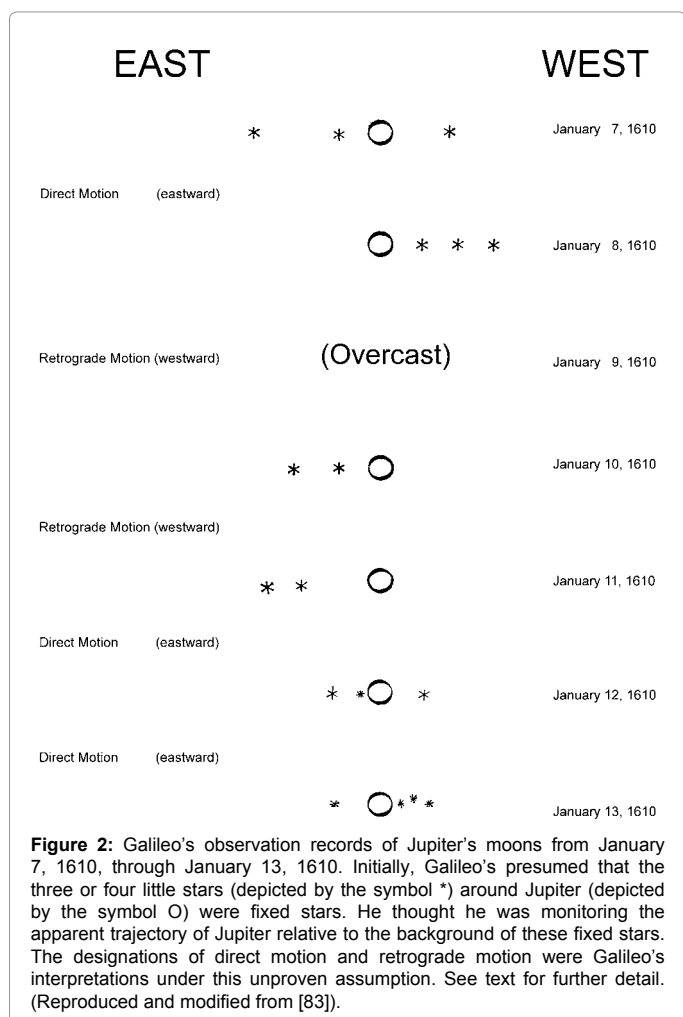 EAST WEST
January 7, 1610
Direct Motion (eastward)
January 8, 1610
Retrograde Motion (westward) (Overcast) January 9, 1610
January 10, 1610
Retrograde Motion (westward)
January 11, 1610
Direct Motion (eastward)
January 12, 1610
Direct Motion (eastward)
January 13, 1610
Figure 2: Galileo's observation records of Jupiter's moons from January
7, 1610, through January 13, 1610. Initially, Galileo's presumed that the
three or four little stars (depicted by the symbol *) around Jupiter (depicted
by the symbol O) were fixed stars. He thought he was monitoring the
apparent trajectory of Jupiter relative to the background of these fixed stars.
The designations of direct motion and retrograde motion were Galileo's
interpretations under this unproven assumption. See text for further detail.
(Reproduced and modified from [83]).